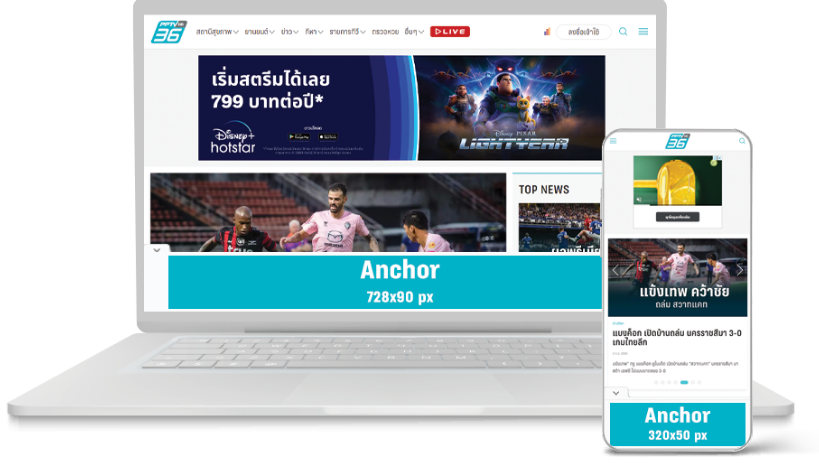 PPTV HD
36
สถานีสุขภาพ ยานยนต์ ข่าว กีฬา รายการทีวี ตรวจหวย อื่นๆ LIVE
ลงชื่อเข้าใช้
เริ่มสตรีมได้เลย
799 บาทต่อปี*
Disney+
hotstar
Disney PIXAR
LIGHTYEAR
TOP NEWS
Anchor
728x90 px
PPTV
36
แข้งเทพ คว้าชัย
ถล่ม สวาทแคท
แบงค็อก เปิดบ้านถล่ม นครราชสีมา 3-0
เกมไทยลีก
Anchor
320x50 px